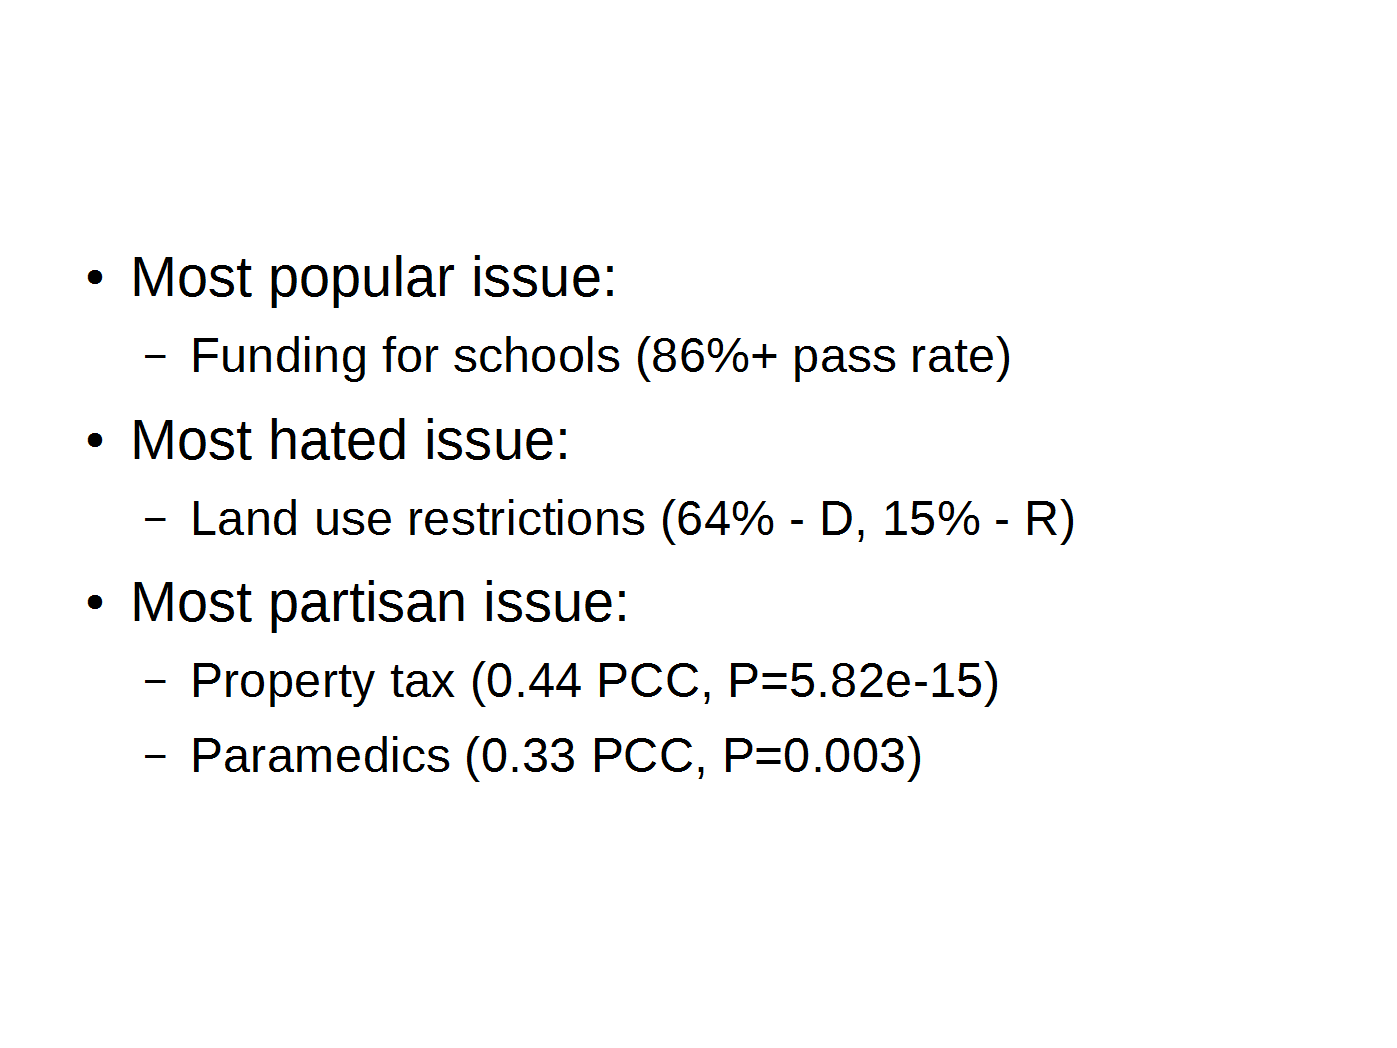 • Most popular issue:
– Funding for schools (86%+ pass rate)
• Most hated issue:
– Land use restrictions (64% - D, 15% - R)
• Most partisan issue:
– Property tax (0.44 PCC, P=5.82e-15)
– Paramedics (0.33 PCC, P=0.003)